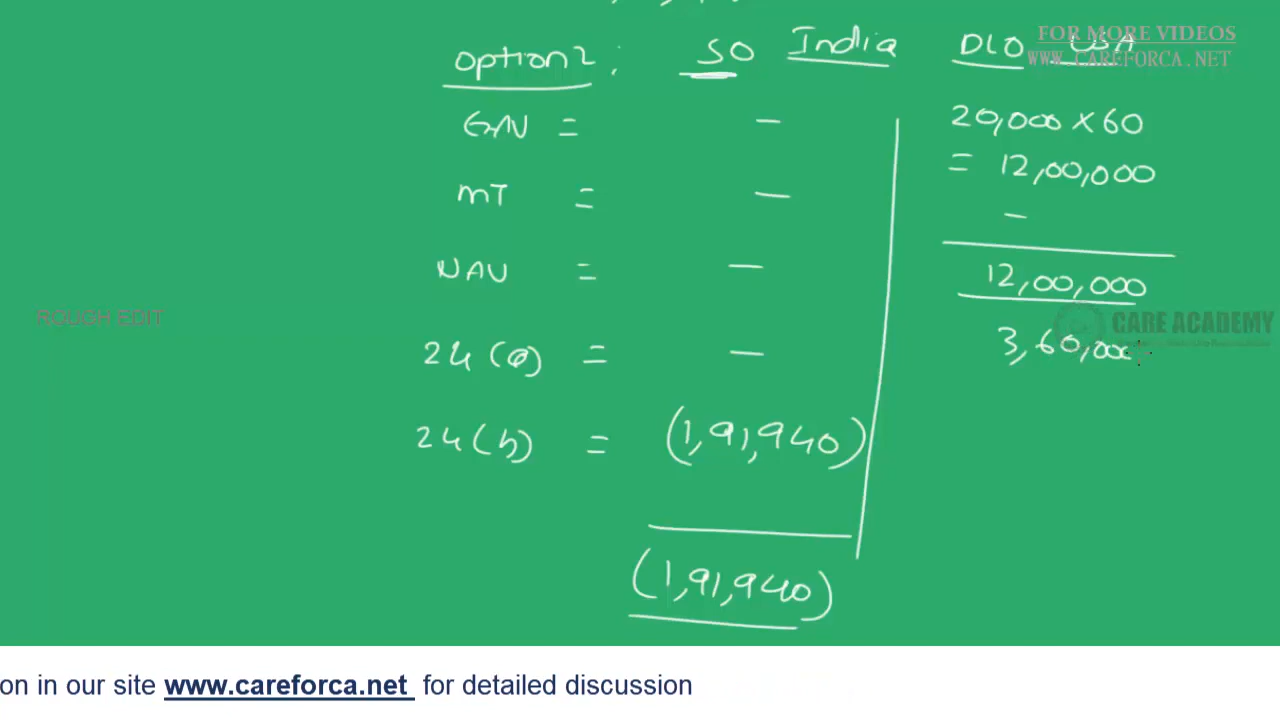 FOR MORE VIDEOS
WWW.CAREFORCA.NET
option2 : SO India DLO USA
GAV = - 20,000 x 60
= 12,00,000
MT = - -
NAV = - 12,00,000
ROUGH EDIT
CARE ACADEMY
24(a) = - 3,60,000
24(b) = (1,91,940)
(1,91,940)
on in our site www.careforca.net for detailed discussion